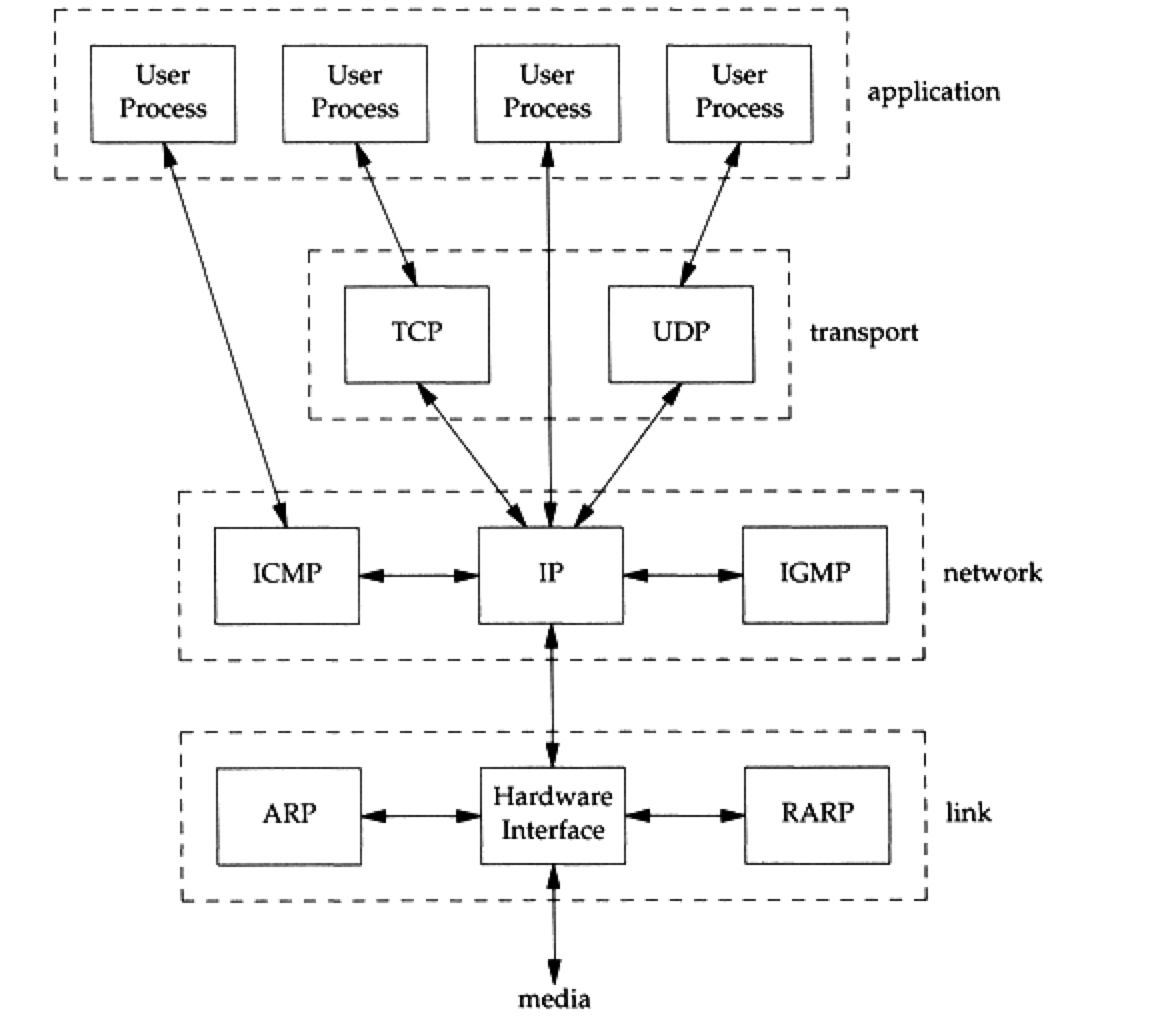 User
Process
User
Process
User
Process
User
Process
application
TCP
UDP
transport
ICMP
IP
IGMP
network
ARP
Hardware
Interface
RARP
link
media